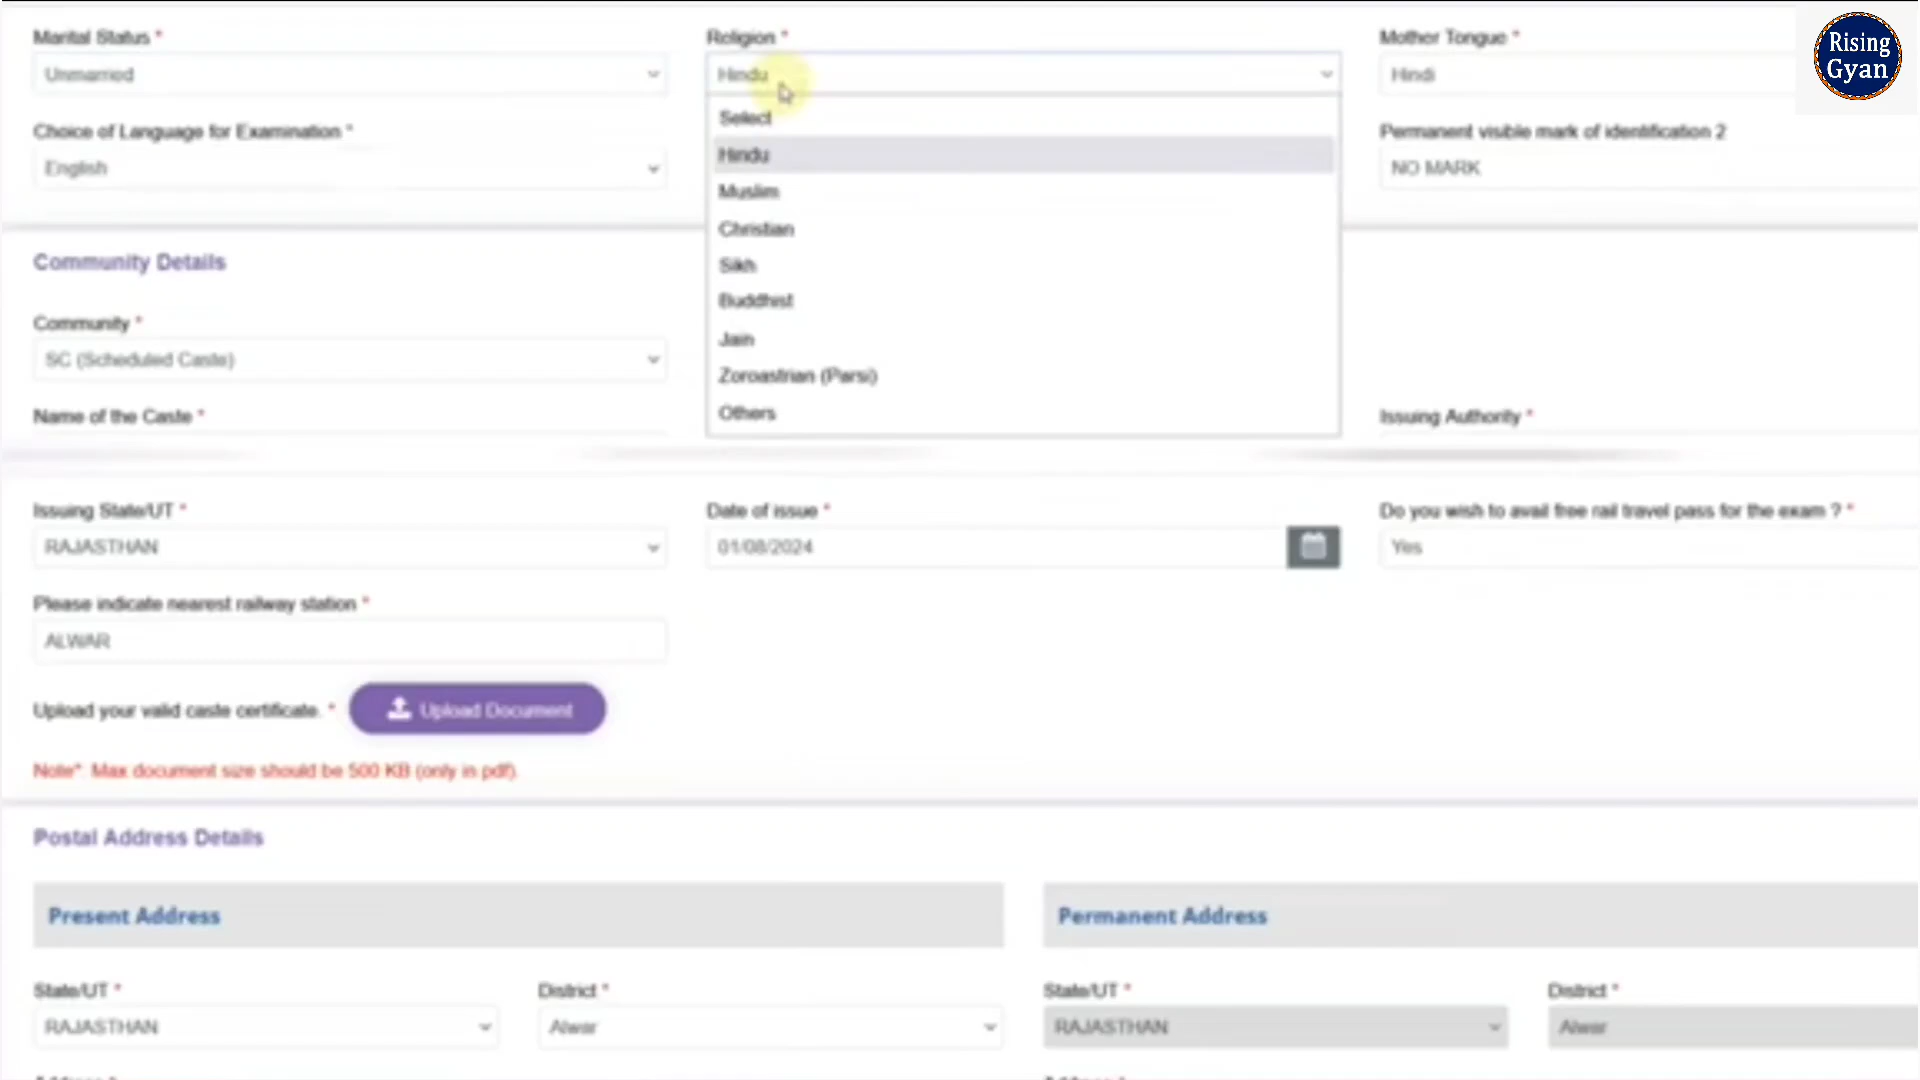 Marital Status *
Religion *
Mother Tongue *
Rising
Gyan
Unmarried
Hindu
Hindi
Choice of Language for Examination *
Select
Permanent visible mark of identification 2
English
Hindu
NO MARK
Muslim
Christian
Community Details
Sikh
Buddhist
Community *
Jain
SC (Scheduled Caste)
Zoroastrian (Parsi)
Name of the Caste *
Others
Issuing Authority *
Issuing State/UT *
Date of issue *
Do you wish to avail free rail travel pass for the exam ? *
RAJASTHAN
01/08/2024
Yes
Please indicate nearest railway station *
ALWAR
Upload your valid caste certificate. *
Upload Document
Note*: Max document size should be 500 KB (only in pdf).
Postal Address Details
Present Address
Permanent Address
State/UT *
District *
State/UT *
District *
RAJASTHAN
Alwar
RAJASTHAN
Alwar